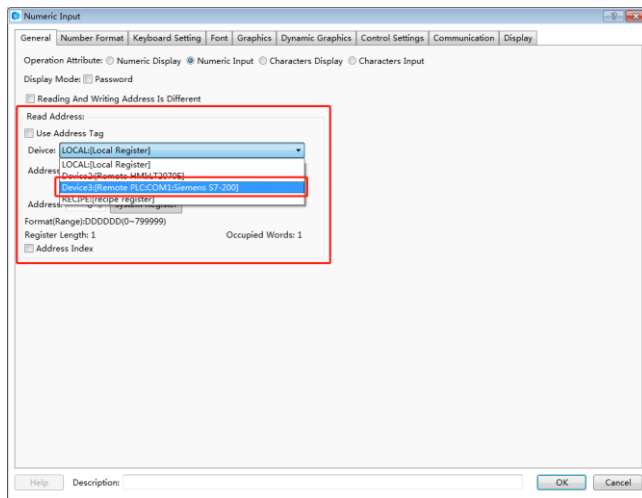 Numeric Input
General Number Format Keyboard Setting Font Graphics Dynamic Graphics Control Settings Communication Display
Operation Attribute: Numeric Display Numeric Input Characters Display Characters Input
Display Mode: Password
Reading And Writing Address Is Different
Read Address:
Use Address Tag
Deivce: LOCAL:[Local Register]
LOCAL:[Local Register]
Address Device2:[Remote HMI:LT2070E]
Device3:[Remote PLC:COM1:Siemens S7-200]
RECIPE:[recipe register]
Address: System Register
Format(Range):DDDDDD(0~799999)
Register Length: 1 Occupied Words: 1
Address Index
Help Description: OK Cancel